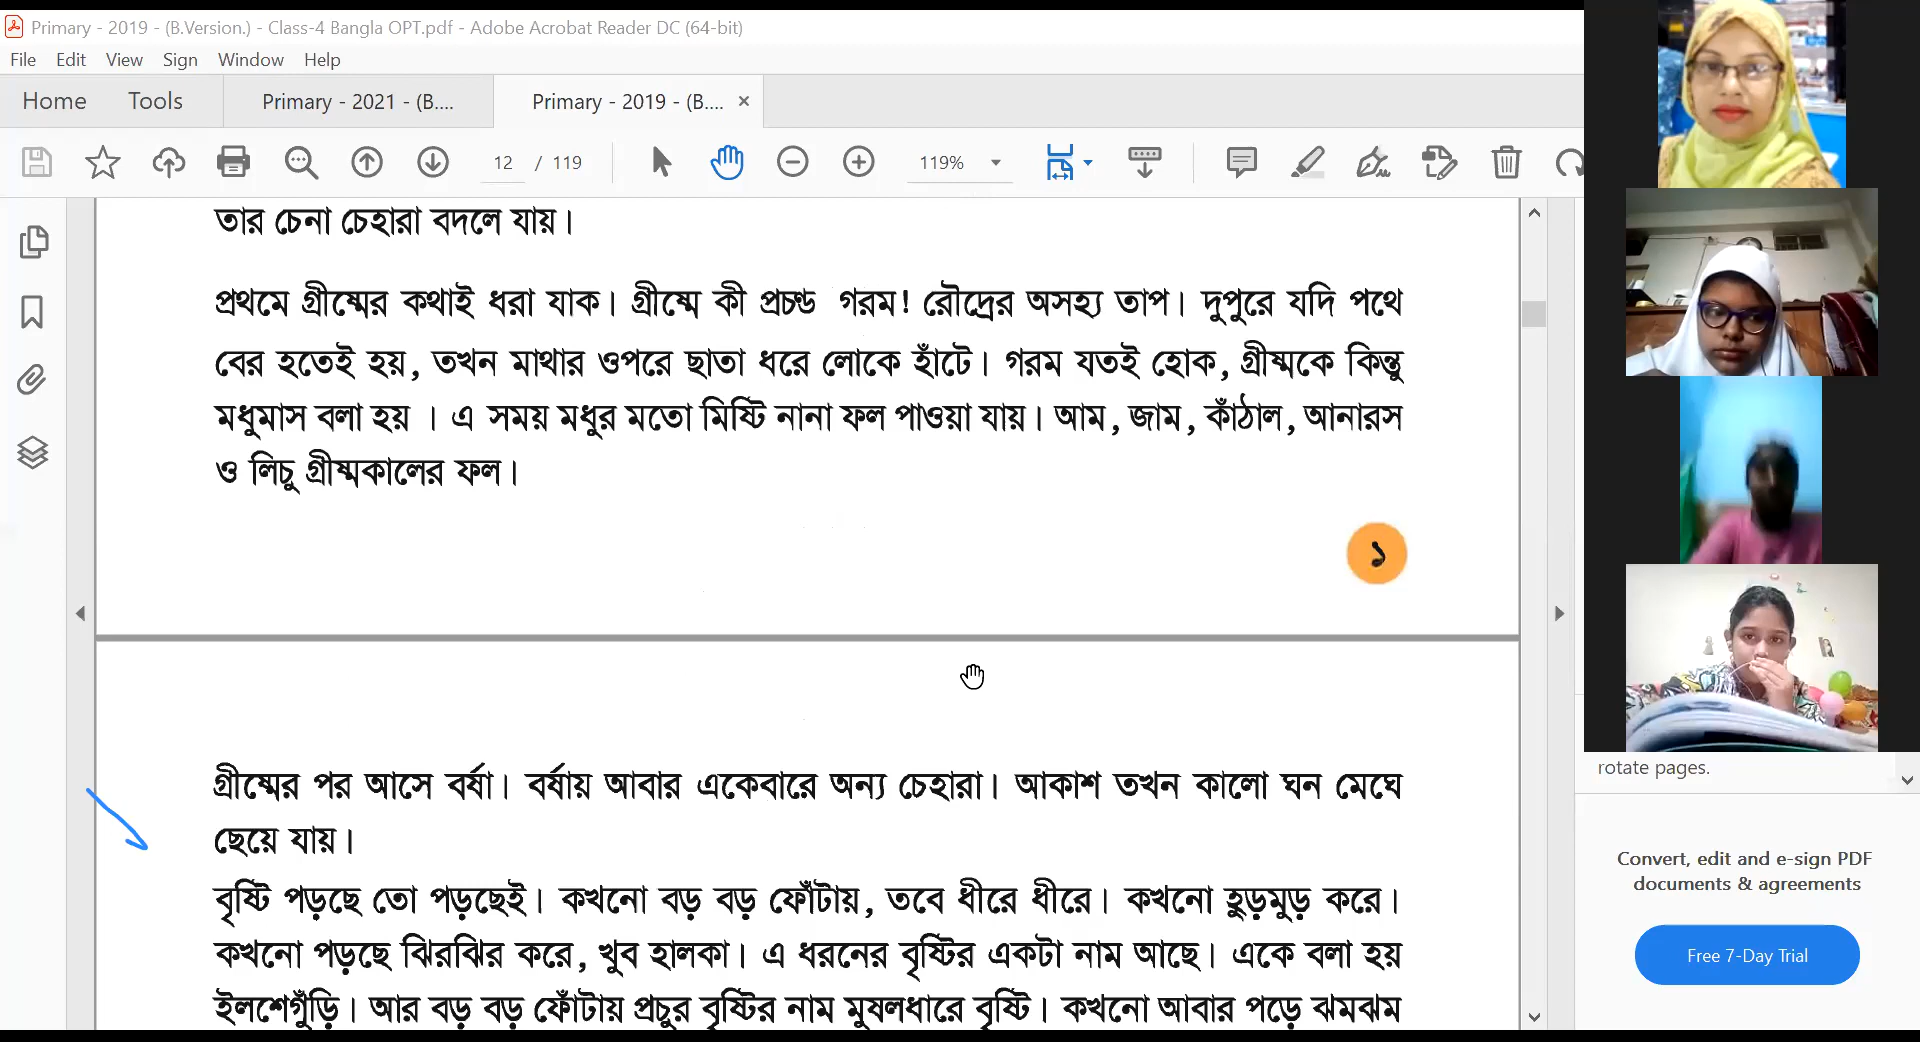 Primary - 2019 - (B.Version.) - Class-4 Bangla OPT.pdf - Adobe Acrobat Reader DC (64-bit)
File Edit View Sign Window Help
Home Tools Primary - 2021 - (B.... Primary - 2019 - (B.... ×
12 / 119 119%
তার চেনা চেহারা বদলে যায়।
প্রথমে গ্রীষ্মের কথাই ধরা যাক। গ্রীষ্মে কী প্রচণ্ড গরম! রৌদ্রের অসহ্য তাপ। দুপুরে যদি পথে
বের হতেই হয়, তখন মাথার ওপরে ছাতা ধরে লোকে হাঁটে। গরম যতই হোক, গ্রীষ্মকে কিন্তু
মধুমাস বলা হয় । এ সময় মধুর মতো মিষ্টি নানা ফল পাওয়া যায়। আম, জাম, কাঁঠাল, আনারস
ও লিচু গ্রীষ্মকালের ফল।
১
গ্রীষ্মের পর আসে বর্ষা। বর্ষায় আবার একেবারে অন্য চেহারা। আকাশ তখন কালো ঘন মেঘে
ছেয়ে যায়।
বৃষ্টি পড়ছে তো পড়ছেই। কখনো বড় বড় ফোঁটায়, তবে ধীরে ধীরে। কখনো হুড়মুড় করে।
কখনো পড়ছে ঝিরঝির করে, খুব হালকা। এ ধরনের বৃষ্টির একটা নাম আছে। একে বলা হয়
ইলশেগুঁড়ি। আর বড় বড় ফোঁটায় প্রচুর বৃষ্টির নাম মুষলধারে বৃষ্টি। কখনো আবার পড়ে ঝমঝম
rotate pages.
Convert, edit and e-sign PDF
documents & agreements
Free 7-Day Trial